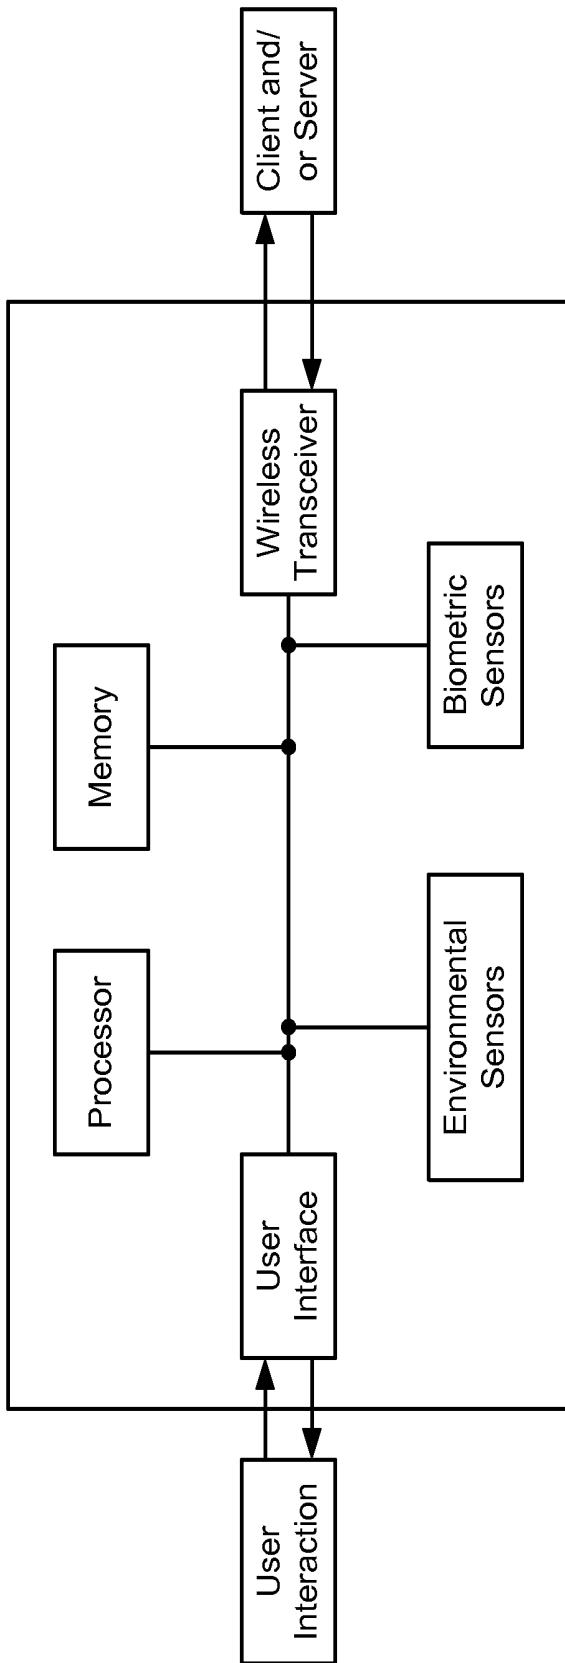 Processor
Memory
User
Interaction
User
Interface
Wireless
Transceiver
Client and/
or Server
Environmental
Sensors
Biometric
Sensors